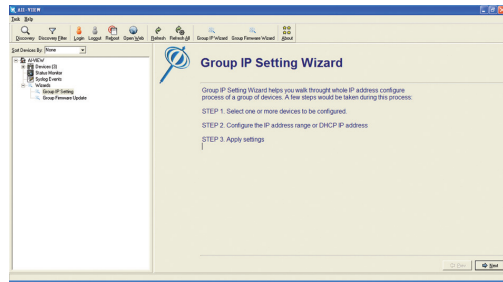 AII-VIEW
Task Help
Discovery Discovery Filter Login Logout Reboot Open Web Refresh Refresh All Group IP Wizard Group Firmware Wizard About
Sort Devices By: None
AII-VIEW
Devices (3)
Status Monitor
Syslog Events
Wizards
Group IP Setting
Group Firmware Update
Group IP Setting Wizard
Group IP Setting Wizard helps you walk throught whole IP address configure
process of a group of devices. A few steps would be taken during this process:
STEP 1. Select one or more devices to be configured.
STEP 2. Configure the IP address range or DHCP IP address
STEP 3. Apply settings
Prev Next